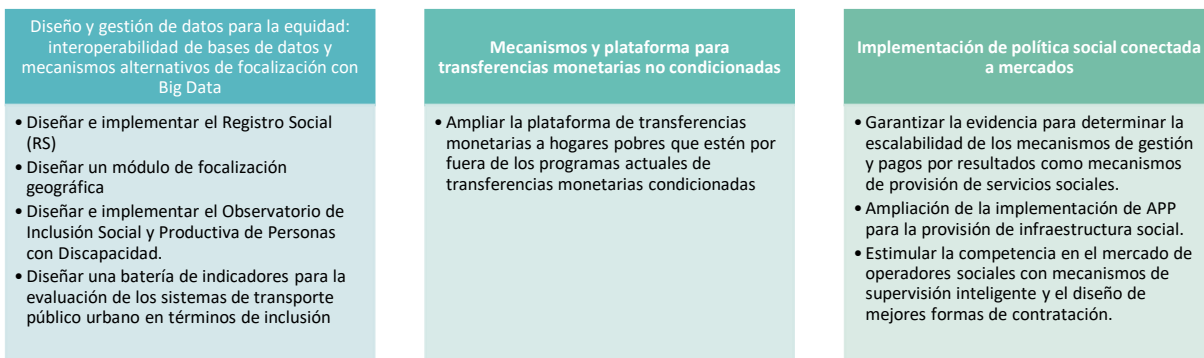 Diseño y gestión de datos para la equidad:
interoperabilidad de bases de datos y
mecanismos alternativos de focalización con
Big Data
• Diseñar e implementar el Registro Social
(RS)
• Diseñar un módulo de focalización
geográfica
• Diseñar e implementar el Observatorio de
Inclusión Social y Productiva de Personas
con Discapacidad.
• Diseñar una batería de indicadores para la
evaluación de los sistemas de transporte
público urbano en términos de inclusión
Mecanismos y plataforma para
transferencias monetarias no condicionadas
• Ampliar la plataforma de transferencias
monetarias a hogares pobres que estén por
fuera de los programas actuales de
transferencias monetarias condicionadas
Implementación de política social conectada
a mercados
• Garantizar la evidencia para determinar la
escalabilidad de los mecanismos de gestión
y pagos por resultados como mecanismos
de provisión de servicios sociales.
• Ampliación de la implementación de APP
para la provisión de infraestructura social.
• Estimular la competencia en el mercado de
operadores sociales con mecanismos de
supervisión inteligente y el diseño de
mejores formas de contratación.